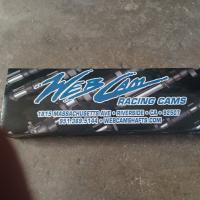 WEB CAM
RACING CAMS
1815 MASSACHUSETTS AVE • RIVERSIDE • CA • 92507
951.369.5144 • WEBCAMSHAFTS.COM